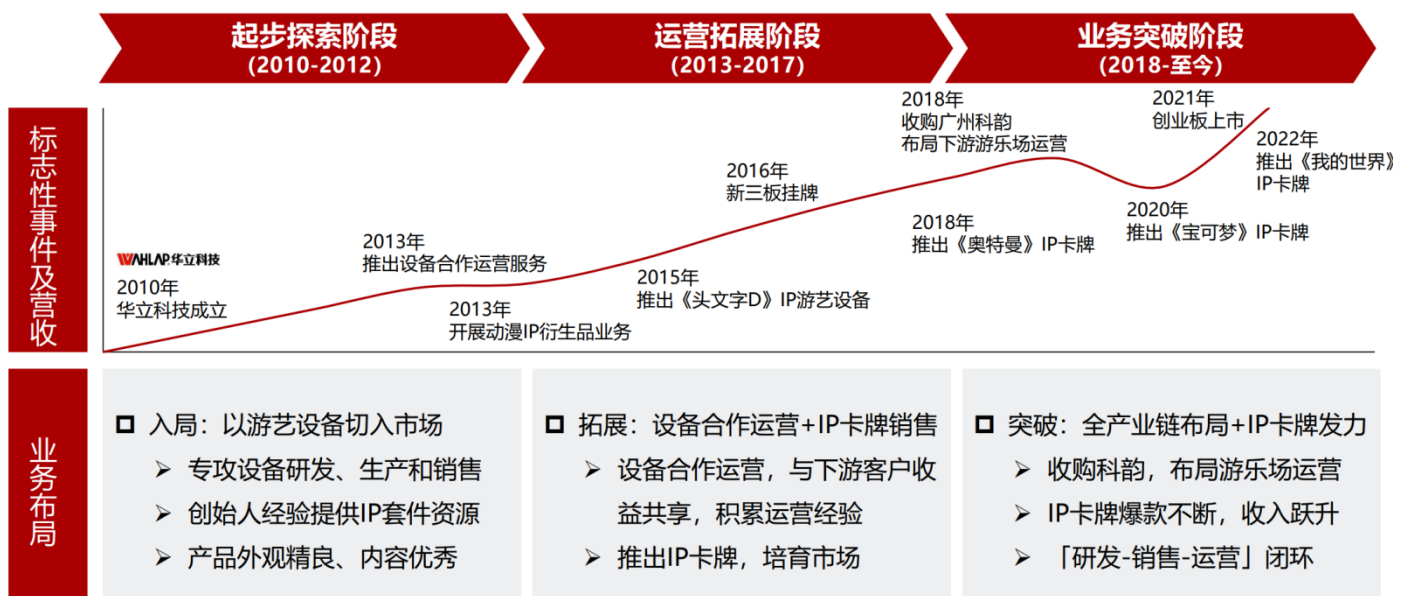 起步探索阶段
(2010-2012)
运营拓展阶段
(2013-2017)
业务突破阶段
(2018-至今)
标志性事件及营收
WAHLAP 华立科技
2010年
华立科技成立
2013年
推出设备合作运营服务
2013年
开展动漫IP衍生品业务
2015年
推出《头文字D》IP游艺设备
2016年
新三板挂牌
2018年
收购广州科韵
布局下游游乐场运营
2018年
推出《奥特曼》IP卡牌
2020年
推出《宝可梦》IP卡牌
2021年
创业板上市
2022年
推出《我的世界》
IP卡牌
业务布局
入局：以游艺设备切入市场
➢ 专攻设备研发、生产和销售
➢ 创始人经验提供IP套件资源
➢ 产品外观精良、内容优秀
拓展：设备合作运营+IP卡牌销售
➢ 设备合作运营，与下游客户收
益共享，积累运营经验
➢ 推出IP卡牌，培育市场
突破：全产业链布局+IP卡牌发力
➢ 收购科韵，布局游乐场运营
➢ IP卡牌爆款不断，收入跃升
➢ 「研发-销售-运营」闭环